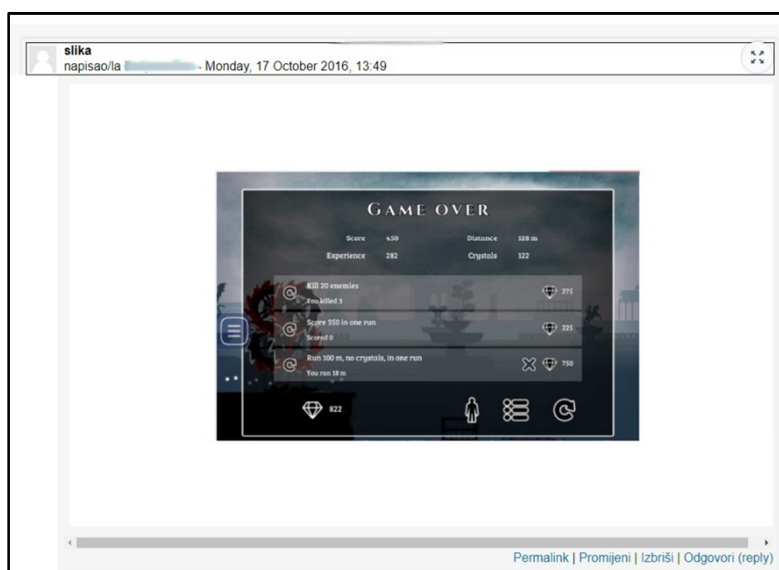 slika
napisao/la - Monday, 17 October 2016, 13:49
GAME OVER
Score 450 Distance 128 m
Experience 282 Crystals 122
Kill 20 enemies
You killed 3
275
Score 350 in one run
Scored 0
225
Run 100 m, no crystals, in one run
You ran 18 m
750
822
Permalink | Promijeni | Izbriši | Odgovori (reply)